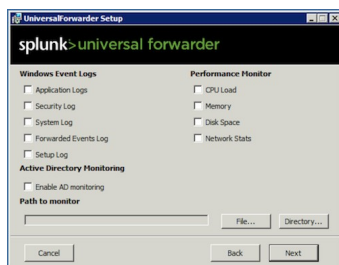 UniversalForwarder Setup
splunk>universal forwarder
Windows Event Logs
Application Logs
Security Log
System Log
Forwarded Events Log
Setup Log
Performance Monitor
CPU Load
Memory
Disk Space
Network Stats
Active Directory Monitoring
Enable AD monitoring
Path to monitor
File... Directory...
Cancel Back Next